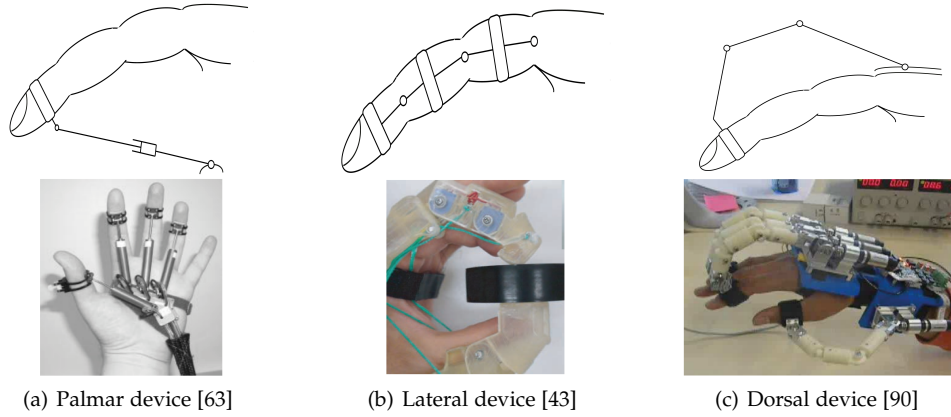 (a) Palmar device [63]
(b) Lateral device [43]
(c) Dorsal device [90]